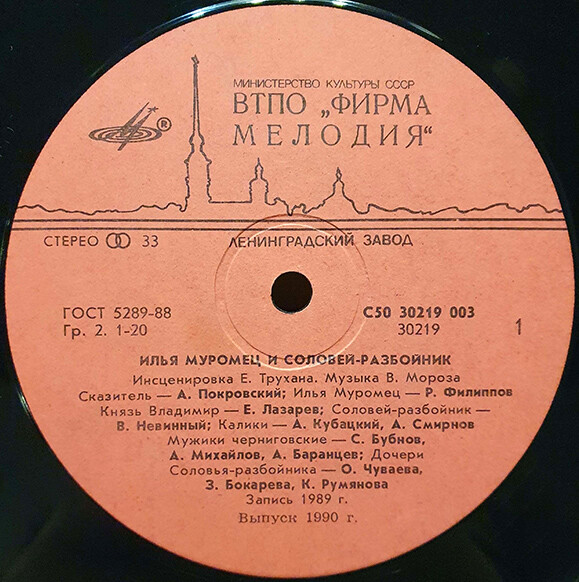 МИНИСТЕРСТВО КУЛЬТУРЫ СССР
ВТПО „ФИРМА
МЕЛОДИЯ“
®
СТЕРЕО 33
ЛЕНИНГРАДСКИЙ ЗАВОД
ГОСТ 5289-88
Гр. 2. 1-20
С50 30219 003
30219
1
ИЛЬЯ МУРОМЕЦ И СОЛОВЕЙ-РАЗБОЙНИК
Инсценировка Е. Трухана. Музыка В. Мороза
Сказитель — А. Покровский; Илья Муромец — Р. Филиппов
Князь Владимир — Е. Лазарев; Соловей-разбойник —
В. Невинный; Калики — А. Кубацкий, А. Смирнов
Мужики черниговские — С. Бубнов,
А. Михайлов, А. Баранцев; Дочери
Соловья-разбойника — О. Чуваева,
З. Бокарева, К. Румянова
Запись 1989 г.
Выпуск 1990 г.